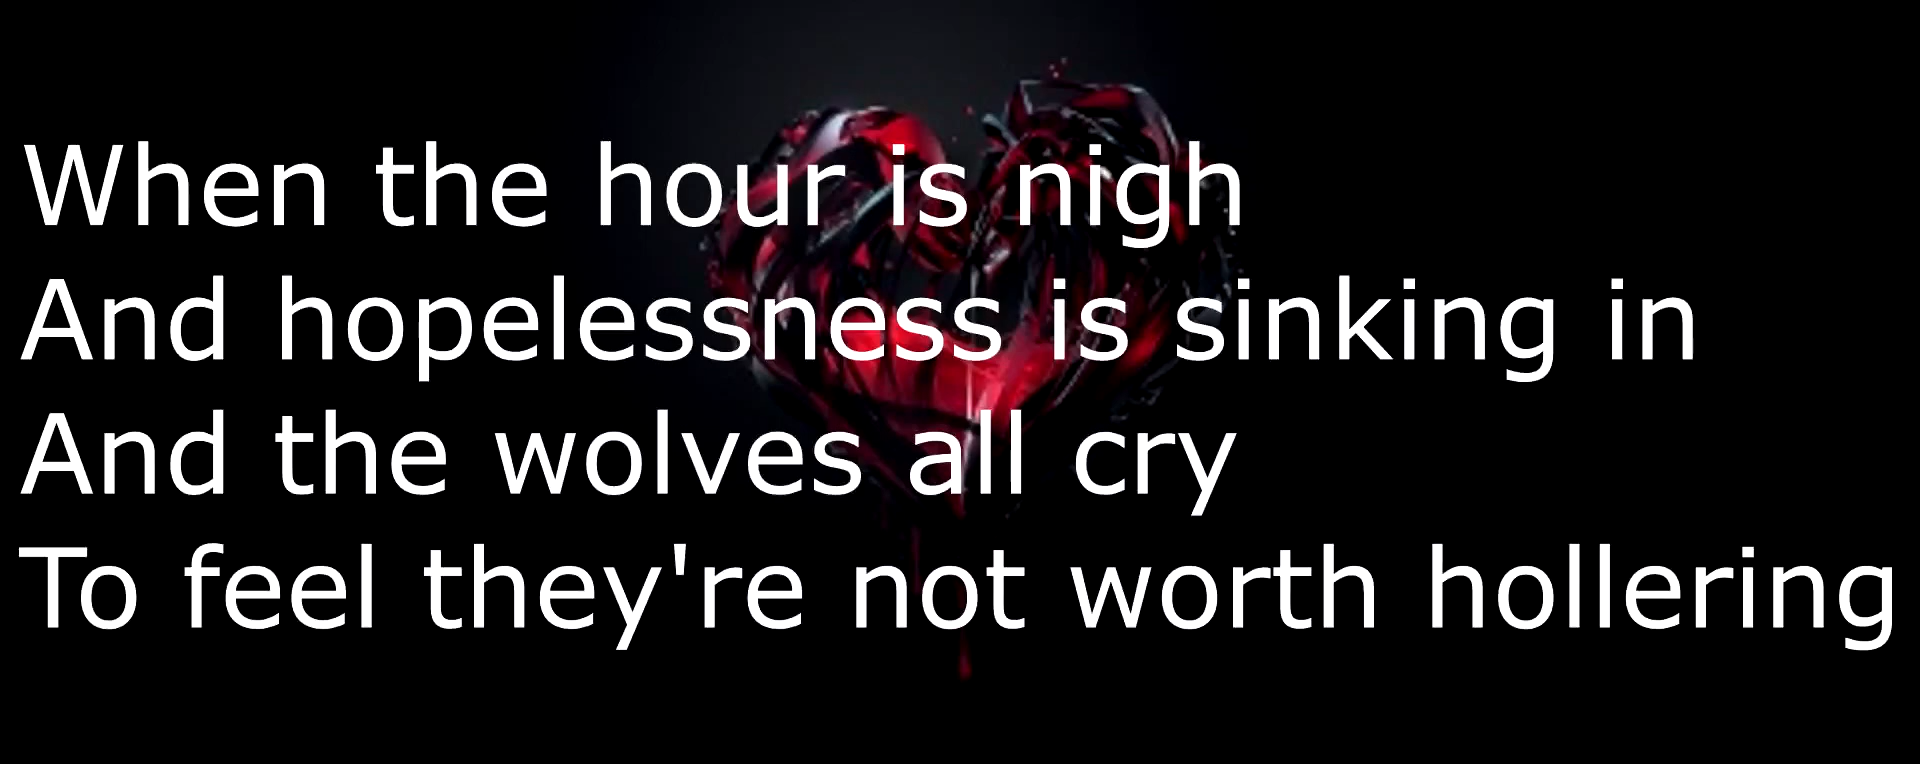 When the hour is nigh
And hopelessness is sinking in
And the wolves all cry
To feel they're not worth hollering